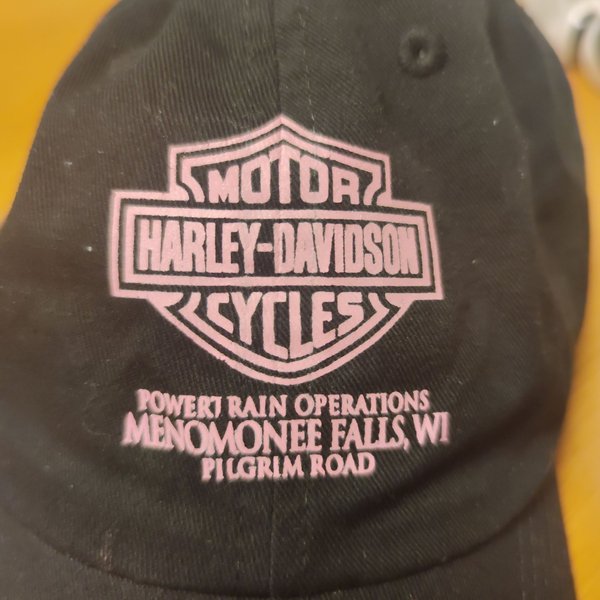 MOTOR
HARLEY-DAVIDSON
CYCLES
POWERTRAIN OPERATIONS
MENOMONEE FALLS, WI
PILGRIM ROAD